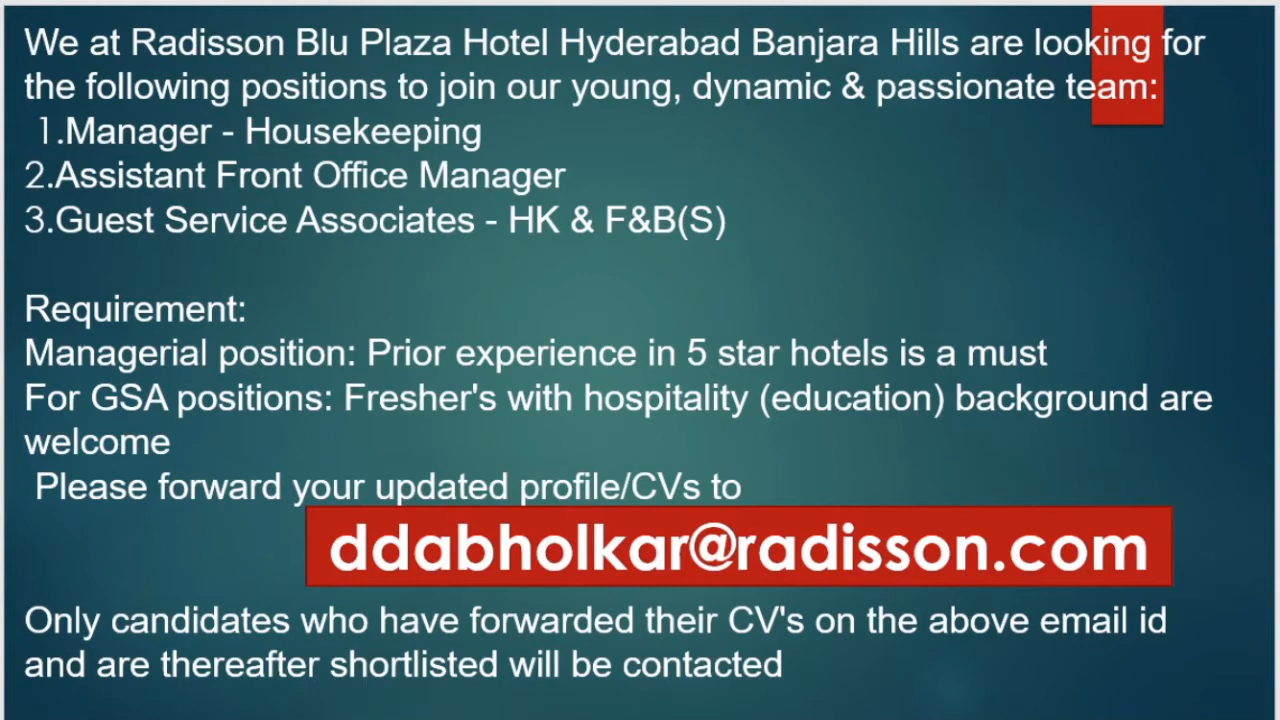 We at Radisson Blu Plaza Hotel Hyderabad Banjara Hills are looking for
the following positions to join our young, dynamic & passionate team:
1.Manager - Housekeeping
2.Assistant Front Office Manager
3.Guest Service Associates - HK & F&B(S)
Requirement:
Managerial position: Prior experience in 5 star hotels is a must
For GSA positions: Fresher's with hospitality (education) background are
welcome
Please forward your updated profile/CVs to
ddabholkar@radisson.com
Only candidates who have forwarded their CV's on the above email id
and are thereafter shortlisted will be contacted